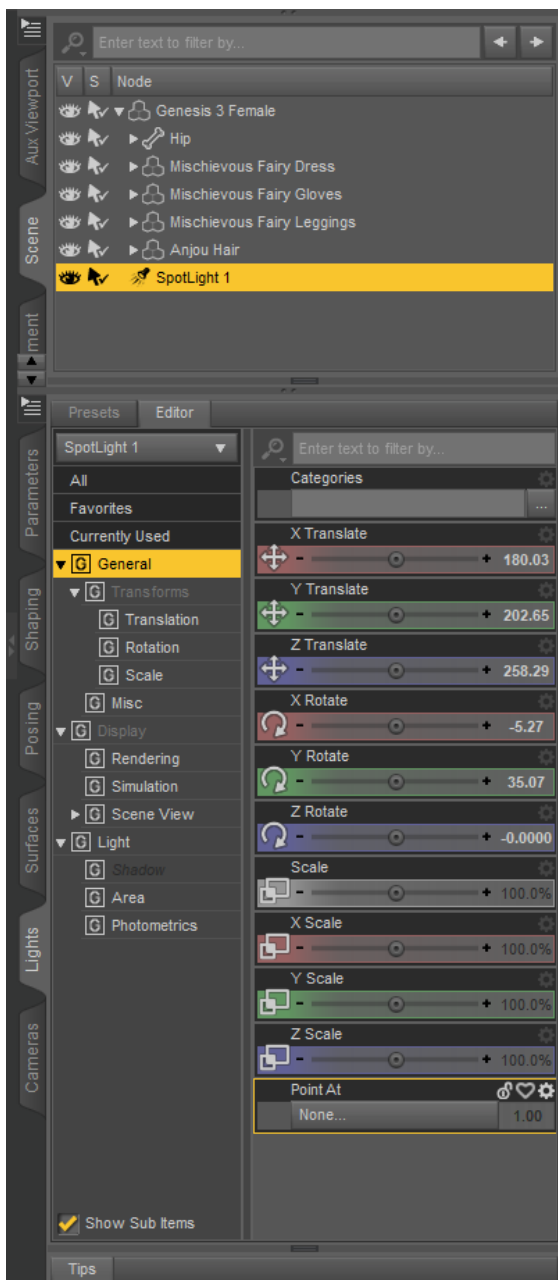 Enter text to filter by...
V S Node
Genesis 3 Female
Hip
Mischievous Fairy Dress
Mischievous Fairy Gloves
Mischievous Fairy Leggings
Anjou Hair
SpotLight 1
Aux Viewport
Scene
ment
Presets Editor
SpotLight 1
All
Favorites
Currently Used
G General
G Transforms
G Translation
G Rotation
G Scale
G Misc
G Display
G Rendering
G Simulation
G Scene View
G Light
G Shadow
G Area
G Photometrics
Show Sub Items
Enter text to filter by...
Categories
...
X Translate
180.03
Y Translate
202.65
Z Translate
258.29
X Rotate
-5.27
Y Rotate
35.07
Z Rotate
-0.0000
Scale
100.0%
X Scale
100.0%
Y Scale
100.0%
Z Scale
100.0%
Point At
None...
1.00
Parameters
Shaping
Posing
Surfaces
Lights
Cameras
Tips